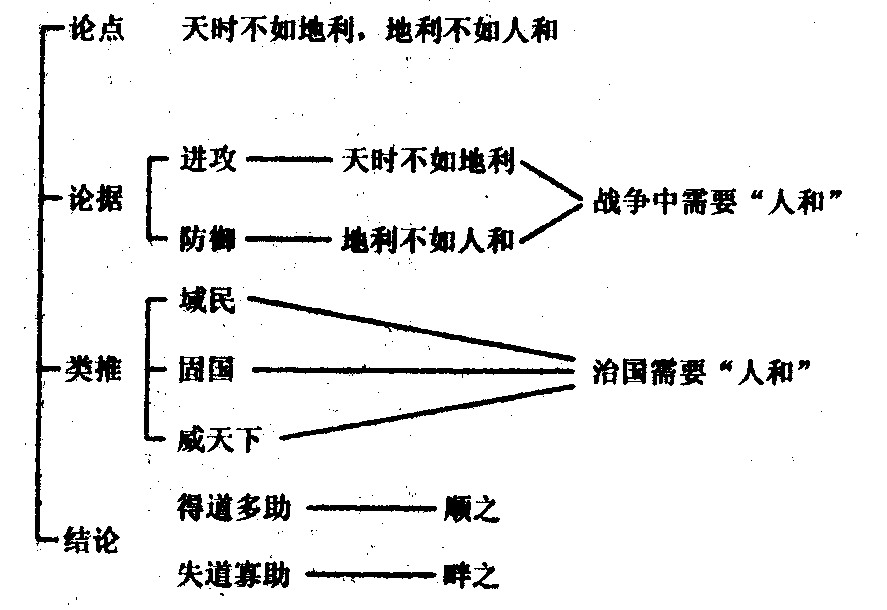 论点 天时不如地利，地利不如人和
进攻 天时不如地利
论据 战争中需要“人和”
防御 地利不如人和
域民
类推 固国 治国需要“人和”
威天下
得道多助 顺之
结论
失道寡助 畔之